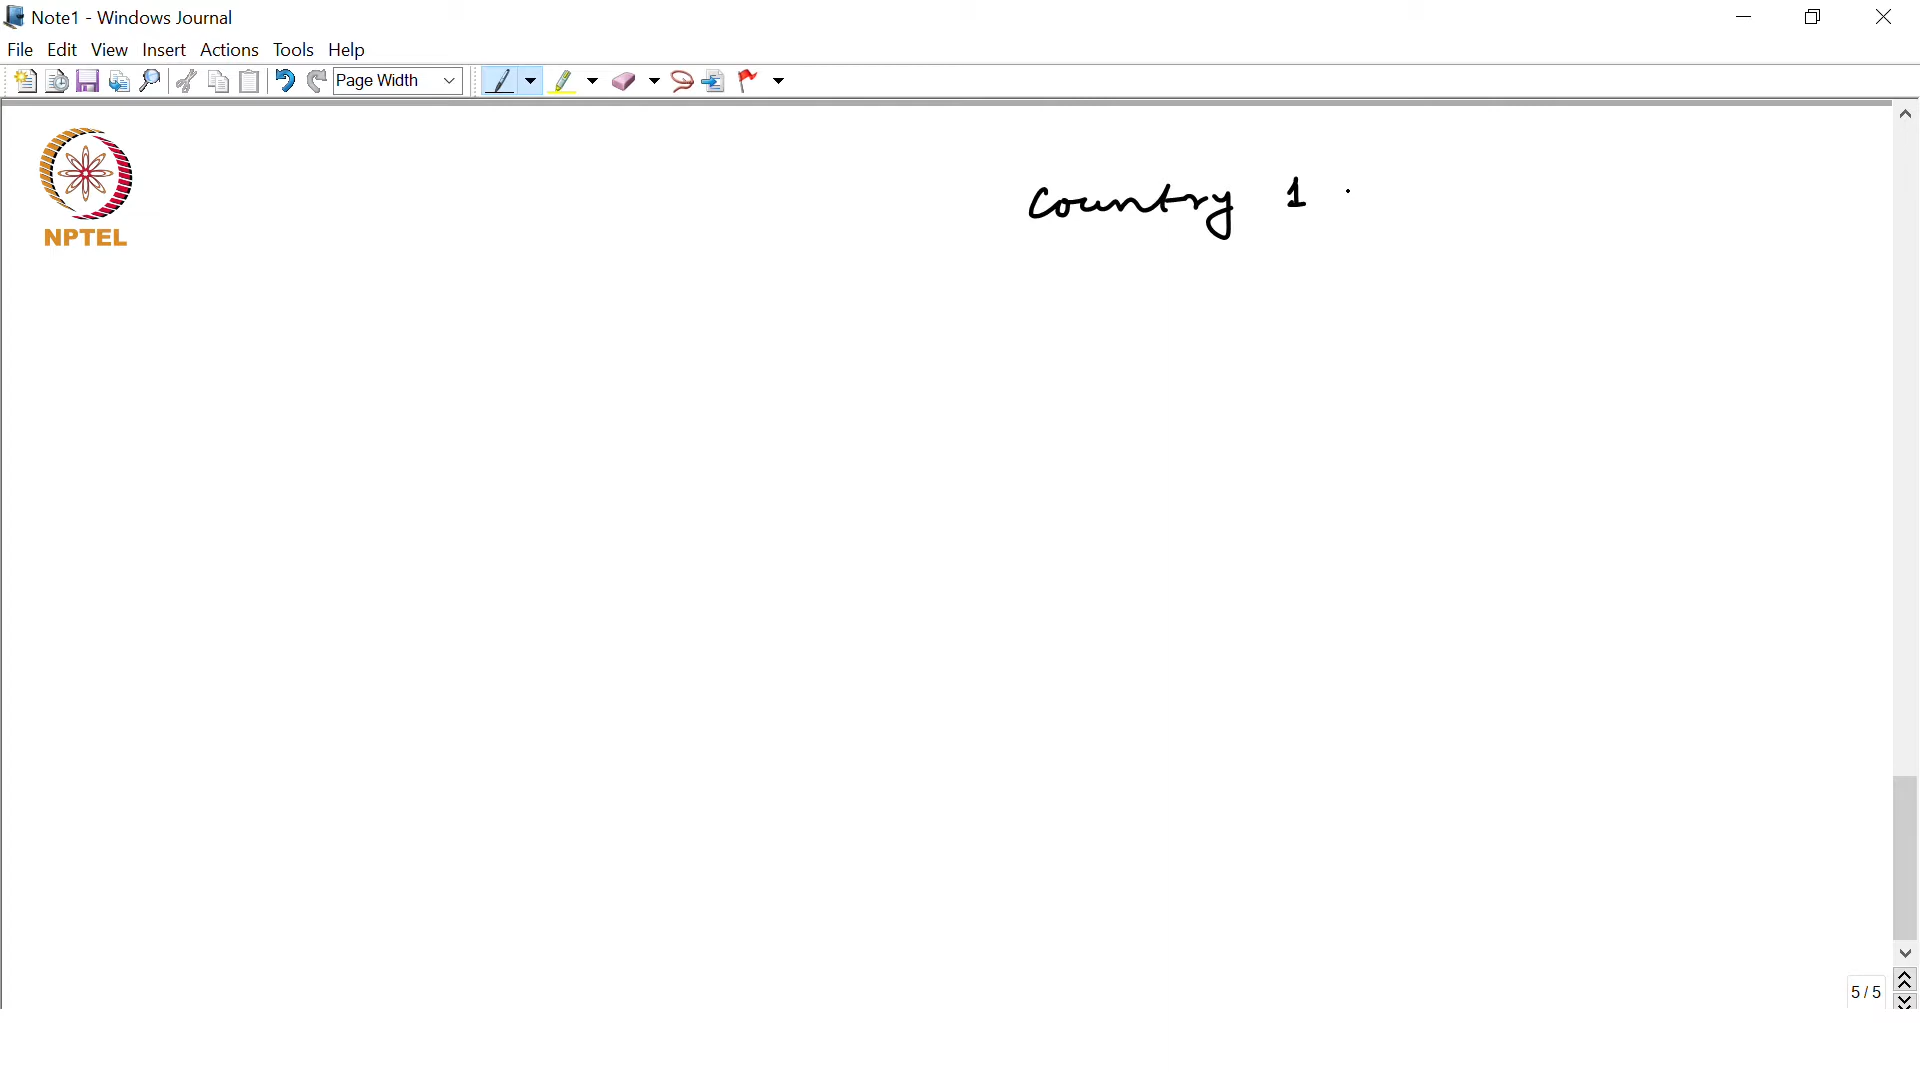 Note1 - Windows Journal
File Edit View Insert Actions Tools Help
Page Width
NPTEL
Country 1
5 / 5